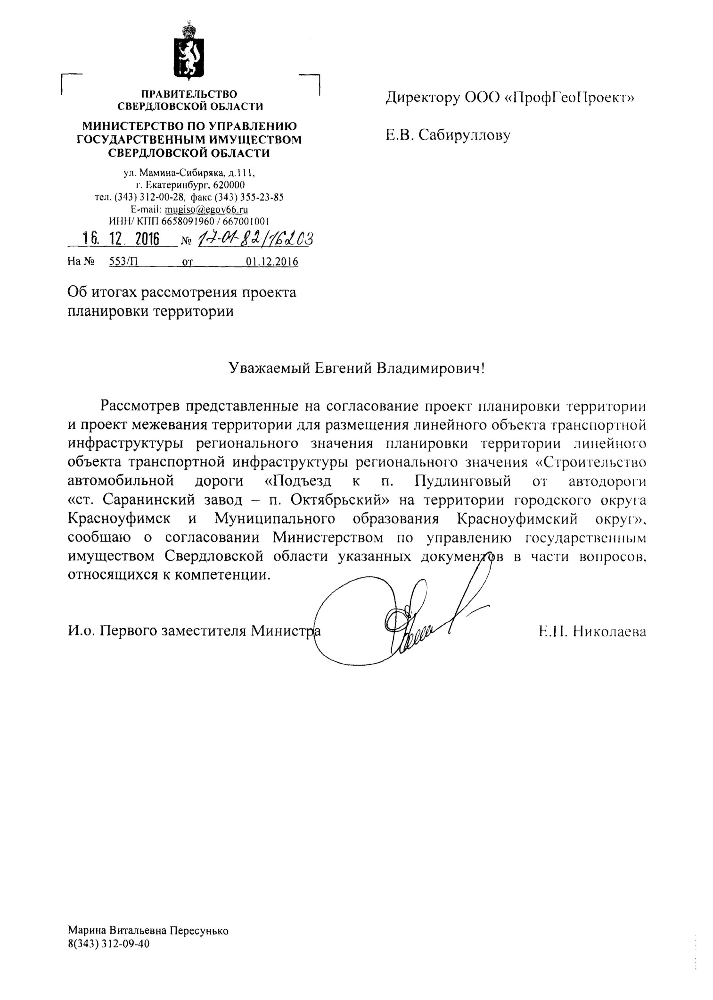 ПРАВИТЕЛЬСТВО
СВЕРДЛОВСКОЙ ОБЛАСТИ
МИНИСТЕРСТВО ПО УПРАВЛЕНИЮ
ГОСУДАРСТВЕННЫМ ИМУЩЕСТВОМ
СВЕРДЛОВСКОЙ ОБЛАСТИ
ул. Мамина-Сибиряка, д.111,
г. Екатеринбург, 620000
тел. (343) 312-00-28, факс (343) 355-23-85
E-mail: mugiso@egov66.ru
ИНН/ КПП 6658091960 / 667001001
16. 12. 2016 № 17-01-82/16203
На № 553/П от 01.12.2016
Директору ООО «ПрофГеоПроект»
Е.В. Сабируллову
Об итогах рассмотрения проекта
планировки территории
Уважаемый Евгений Владимирович!
Рассмотрев представленные на согласование проект планировки территории
и проект межевания территории для размещения линейного объекта транспортной
инфраструктуры регионального значения планировки территории линейного
объекта транспортной инфраструктуры регионального значения «Строительство
автомобильной дороги «Подъезд к п. Пудлинговый от автодороги
«ст. Саранинский завод – п. Октябрьский» на территории городского округа
Красноуфимск и Муниципального образования Красноуфимский округ»,
сообщаю о согласовании Министерством по управлению государственным
имуществом Свердловской области указанных документов в части вопросов,
относящихся к компетенции.
И.о. Первого заместителя Министра
Е.П. Николаева
Марина Витальевна Пересунько
8(343) 312-09-40